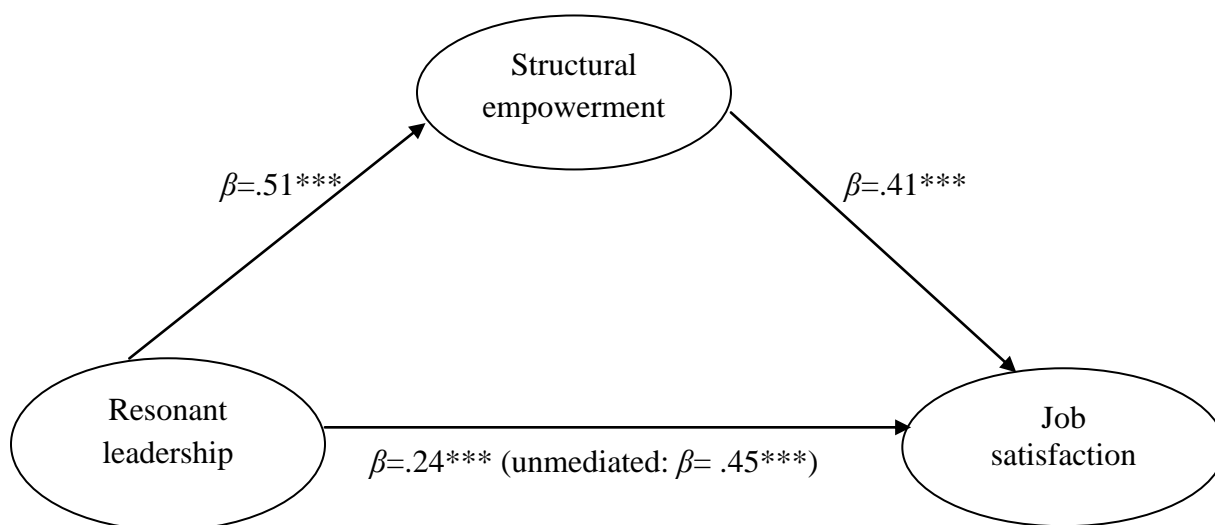 Structural
empowerment
β=.51***
β=.41***
Resonant
leadership
β=.24*** (unmediated: β= .45***)
Job
satisfaction